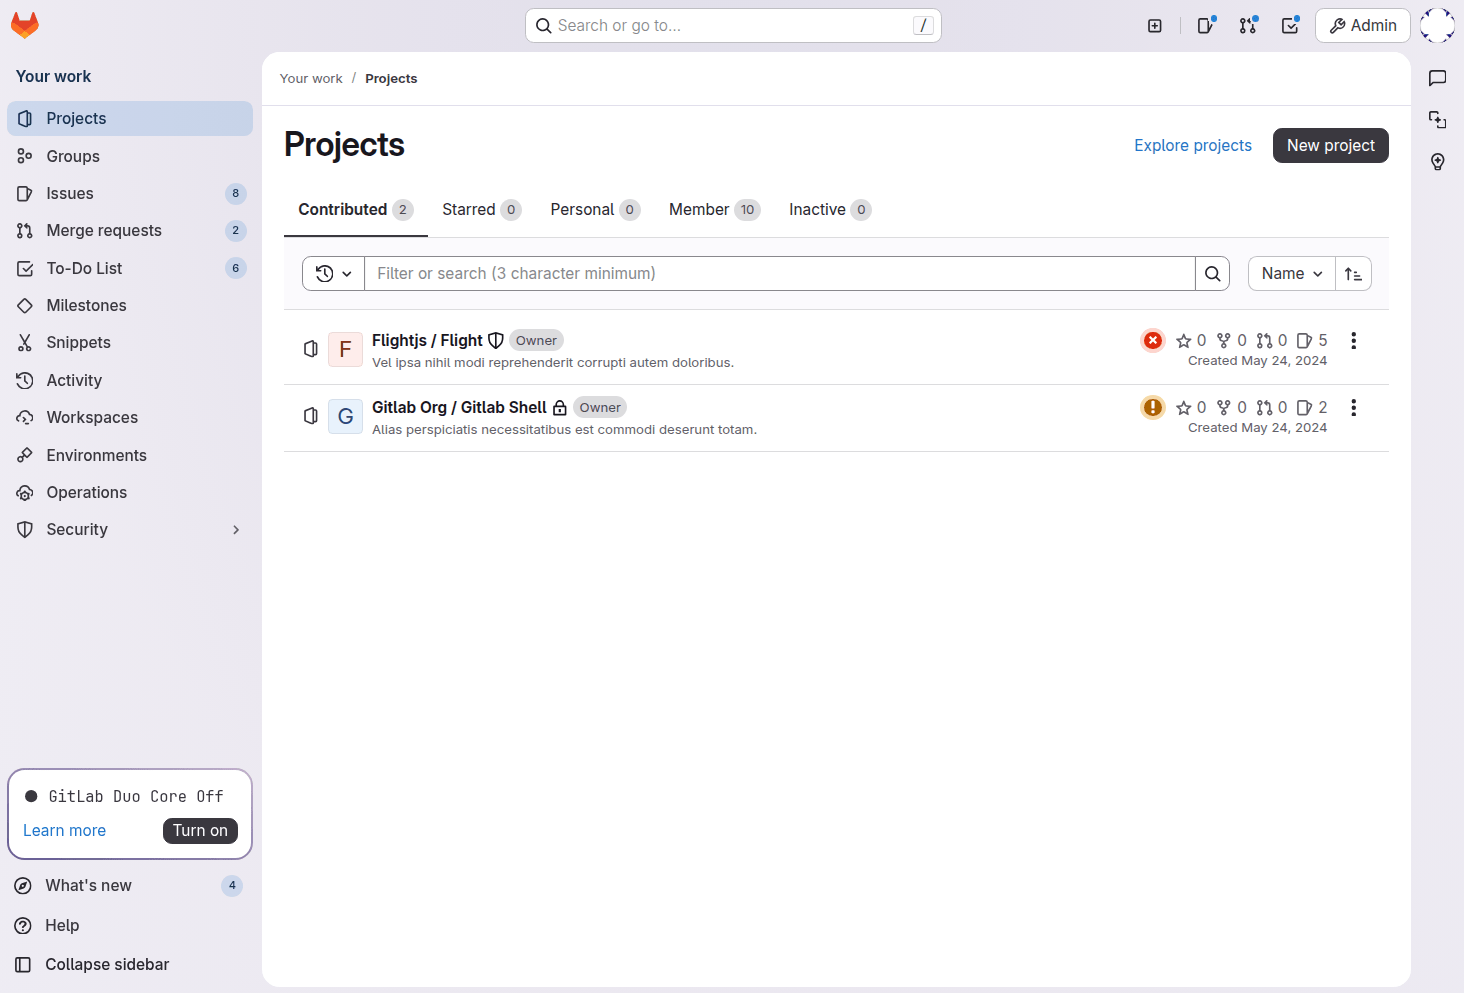 Search or go to...
/
Admin
Your work
Projects
Groups
Issues 8
Merge requests 2
To-Do List 6
Milestones
Snippets
Activity
Workspaces
Environments
Operations
Security
GitLab Duo Core Off
Learn more
Turn on
What's new 4
Help
Collapse sidebar
Your work / Projects
Projects
Explore projects
New project
Contributed 2
Starred 0
Personal 0
Member 10
Inactive 0
Filter or search (3 character minimum)
Name
F
Flightjs / Flight Owner
0 0 0 5
Vel ipsa nihil modi reprehenderit corrupti autem doloribus.
Created May 24, 2024
G
Gitlab Org / Gitlab Shell Owner
0 0 0 2
Alias perspiciatis necessitatibus est commodi deserunt totam.
Created May 24, 2024